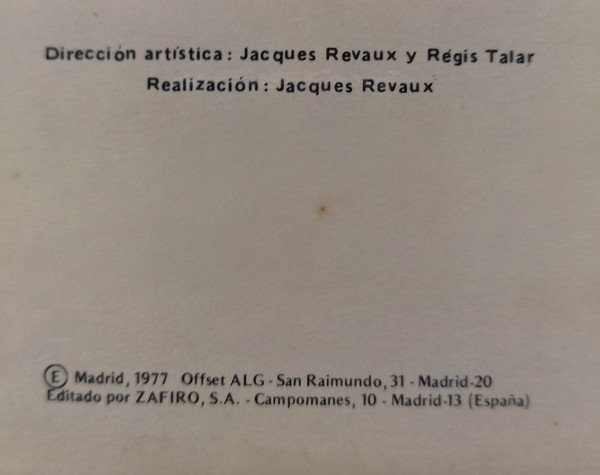 Dirección artística: Jacques Revaux y Régis Talar
Realización: Jacques Revaux
Ⓔ Madrid, 1977 Offset ALG - San Raimundo, 31 - Madrid-20
Editado por ZAFIRO, S.A. - Campomanes, 10 - Madrid-13 (España)